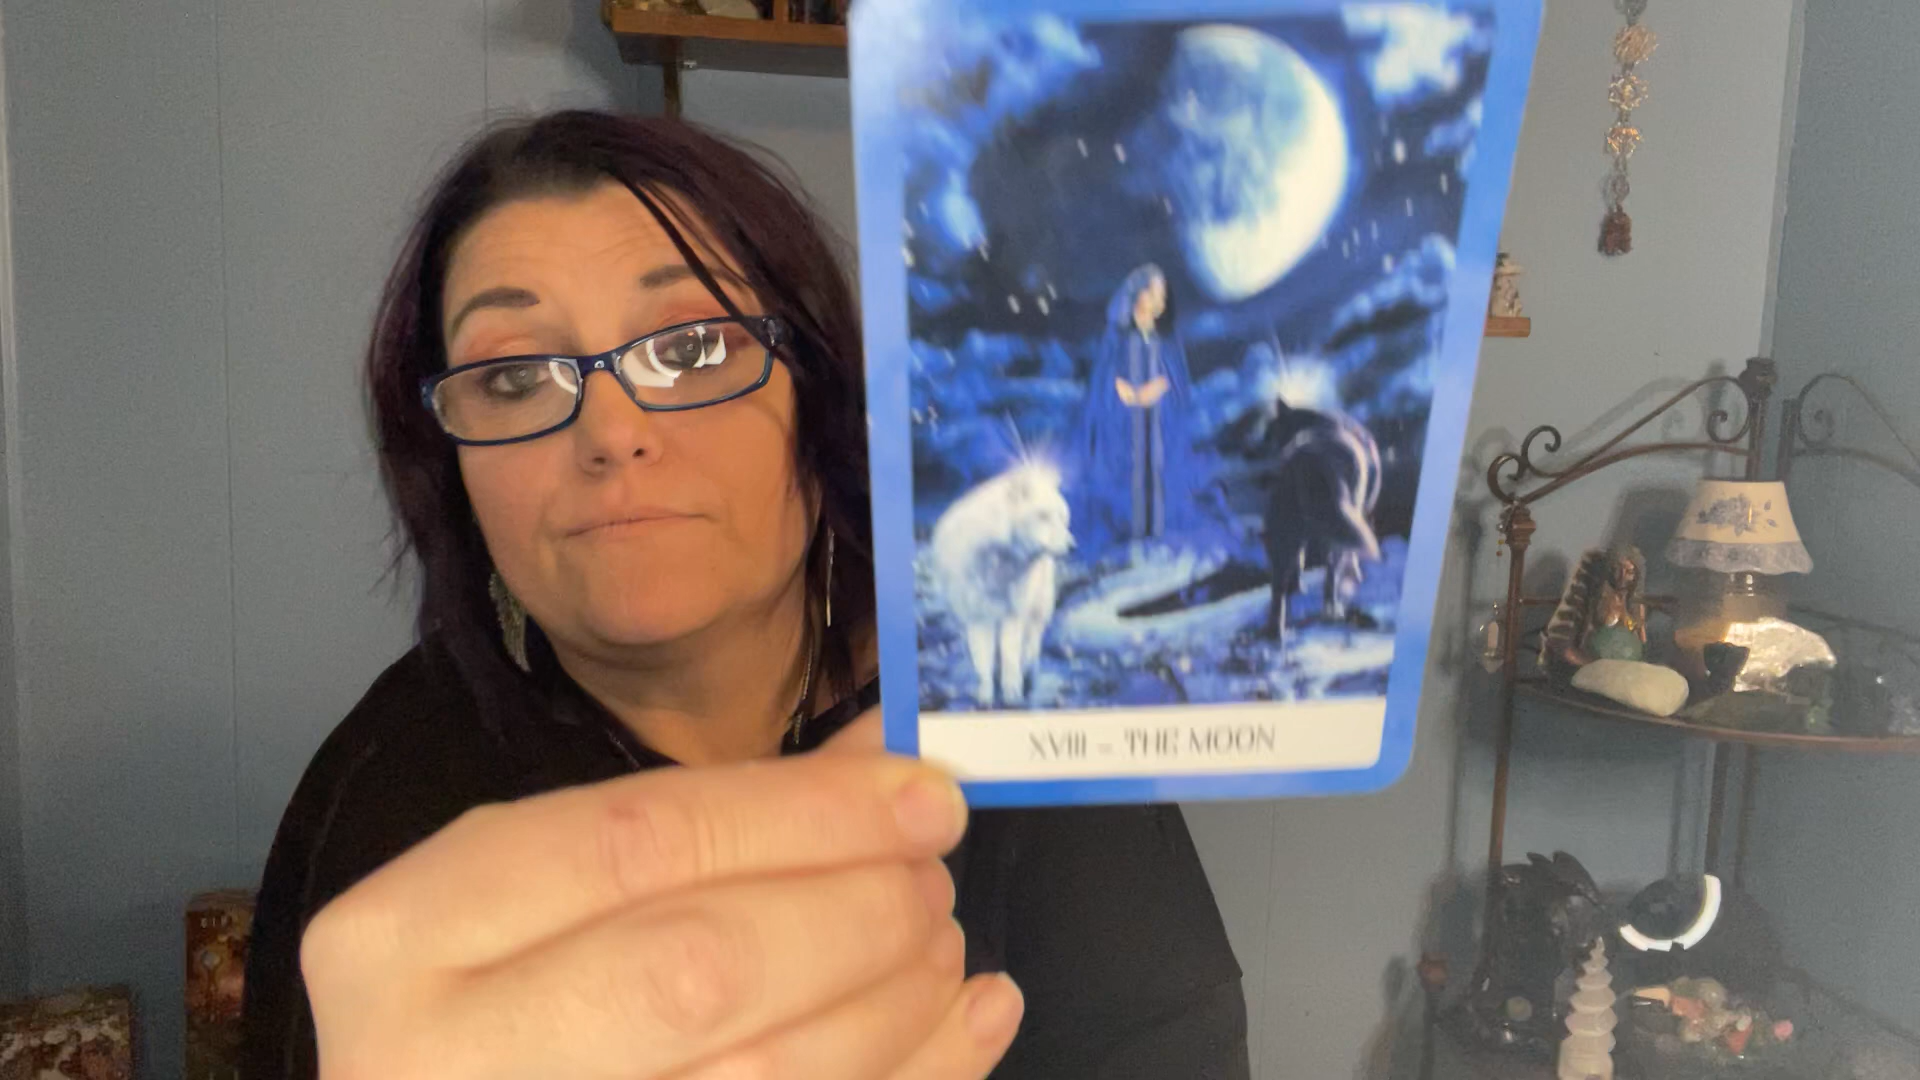 XVIII = THE MOON